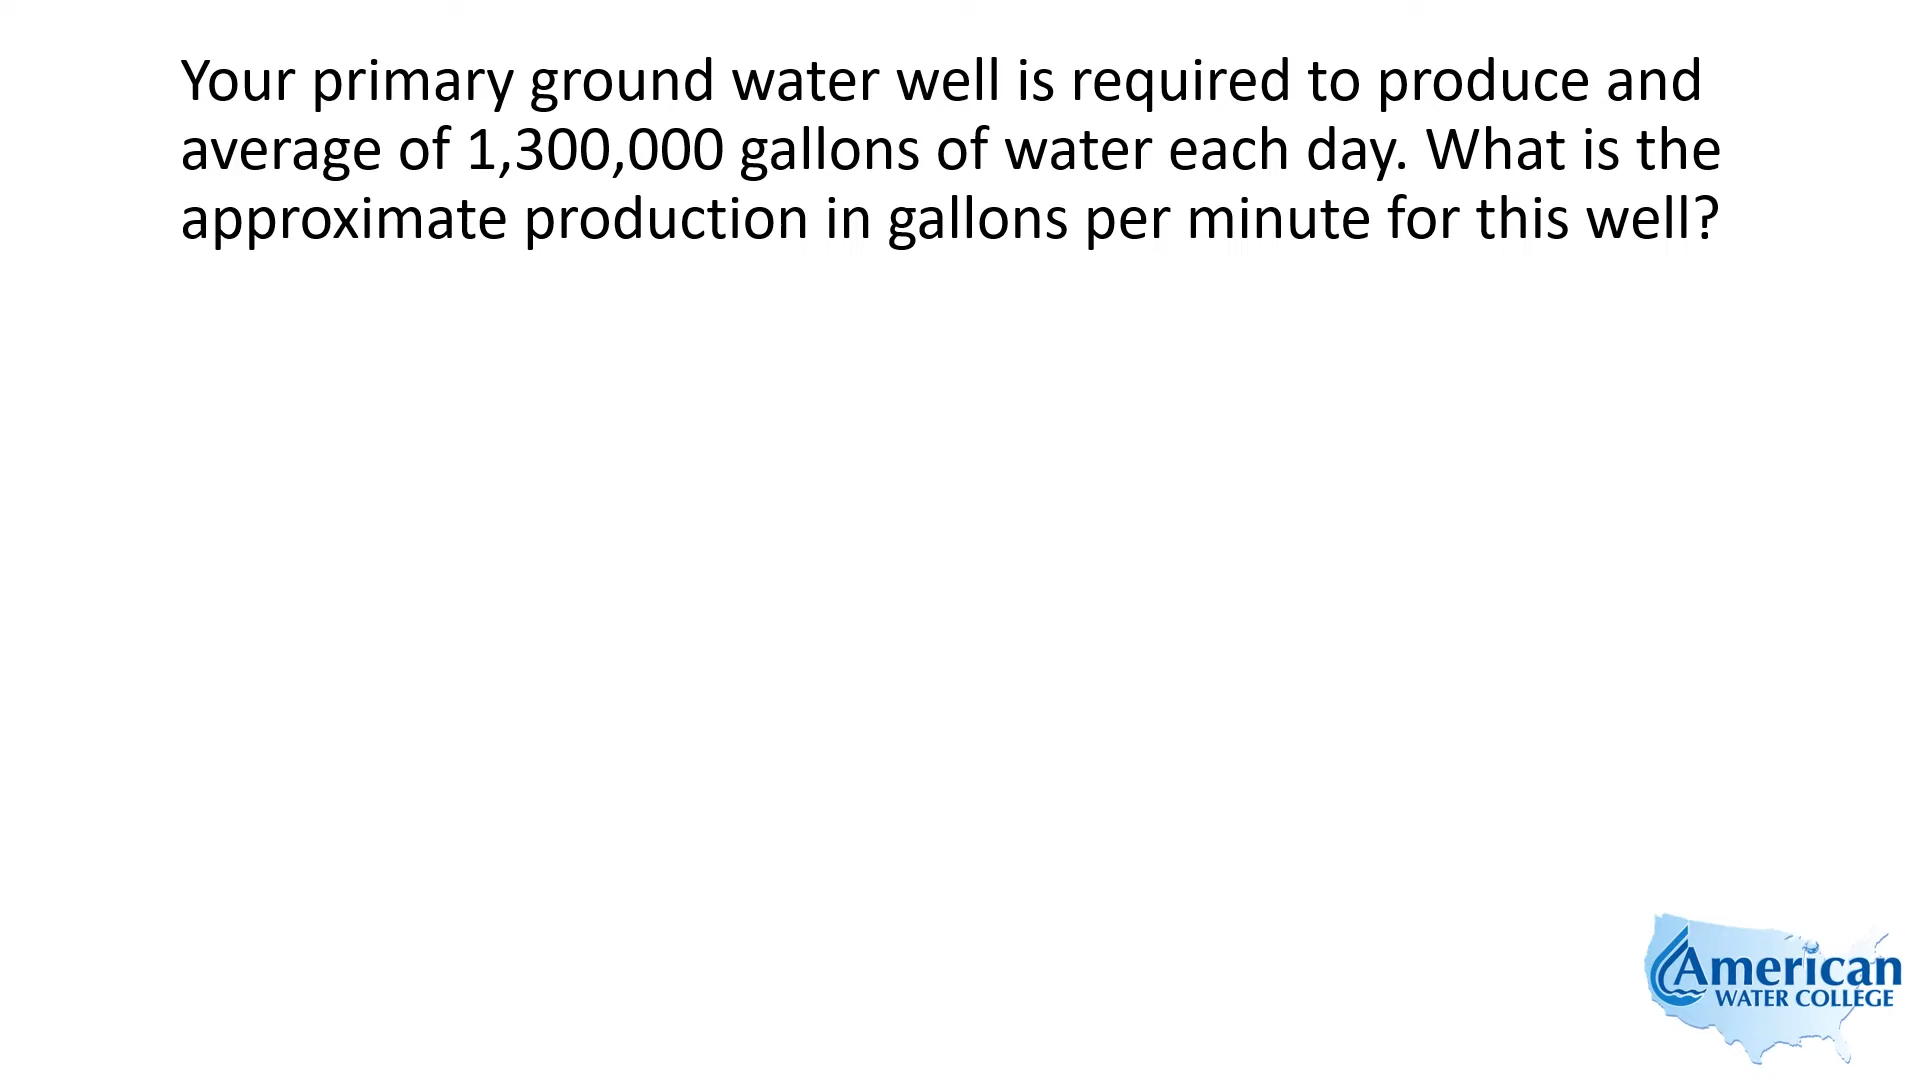 Your primary ground water well is required to produce and
average of 1,300,000 gallons of water each day. What is the
approximate production in gallons per minute for this well?
American
WATER COLLEGE